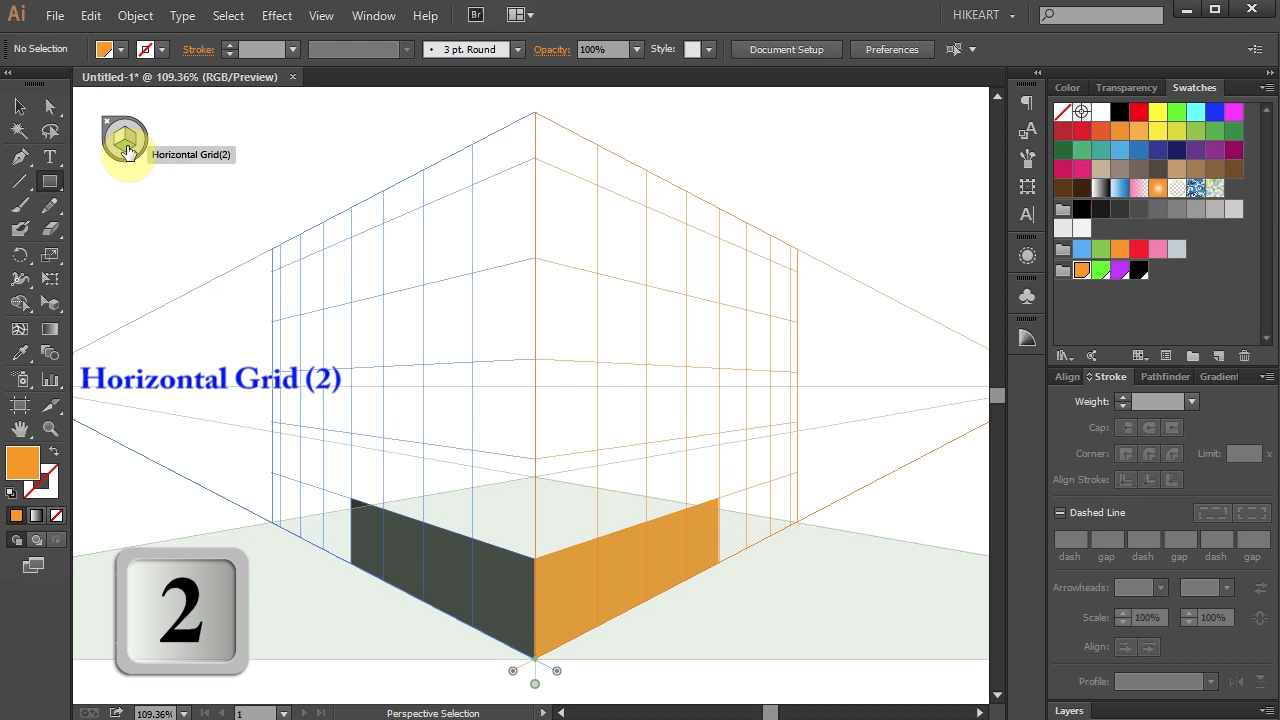 Ai File Edit Object Type Select Effect View Window Help Br HIKEART
No Selection Stroke: 3 pt. Round Opacity: 100% Style: Document Setup Preferences
Untitled-1* @ 109.36% (RGB/Preview)
Color Transparency Swatches
Horizontal Grid(2)
Horizontal Grid (2)
2
Align Stroke Pathfinder Gradient
Weight:
Cap:
Corner: Limit: x
Align Stroke:
Dashed Line
dash gap dash gap dash gap
Arrowheads:
Scale: 100% 100%
Align:
Profile:
Layers
109.36% 1 Perspective Selection